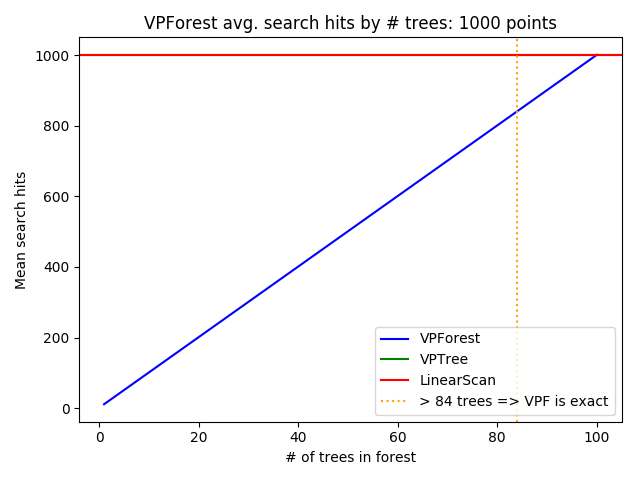 VPForest avg. search hits by # trees: 1000 points
Mean search hits
1000
800
600
400
200
0
VPForest
VPTree
LinearScan
> 84 trees => VPF is exact
0 20 40 60 80 100
# of trees in forest